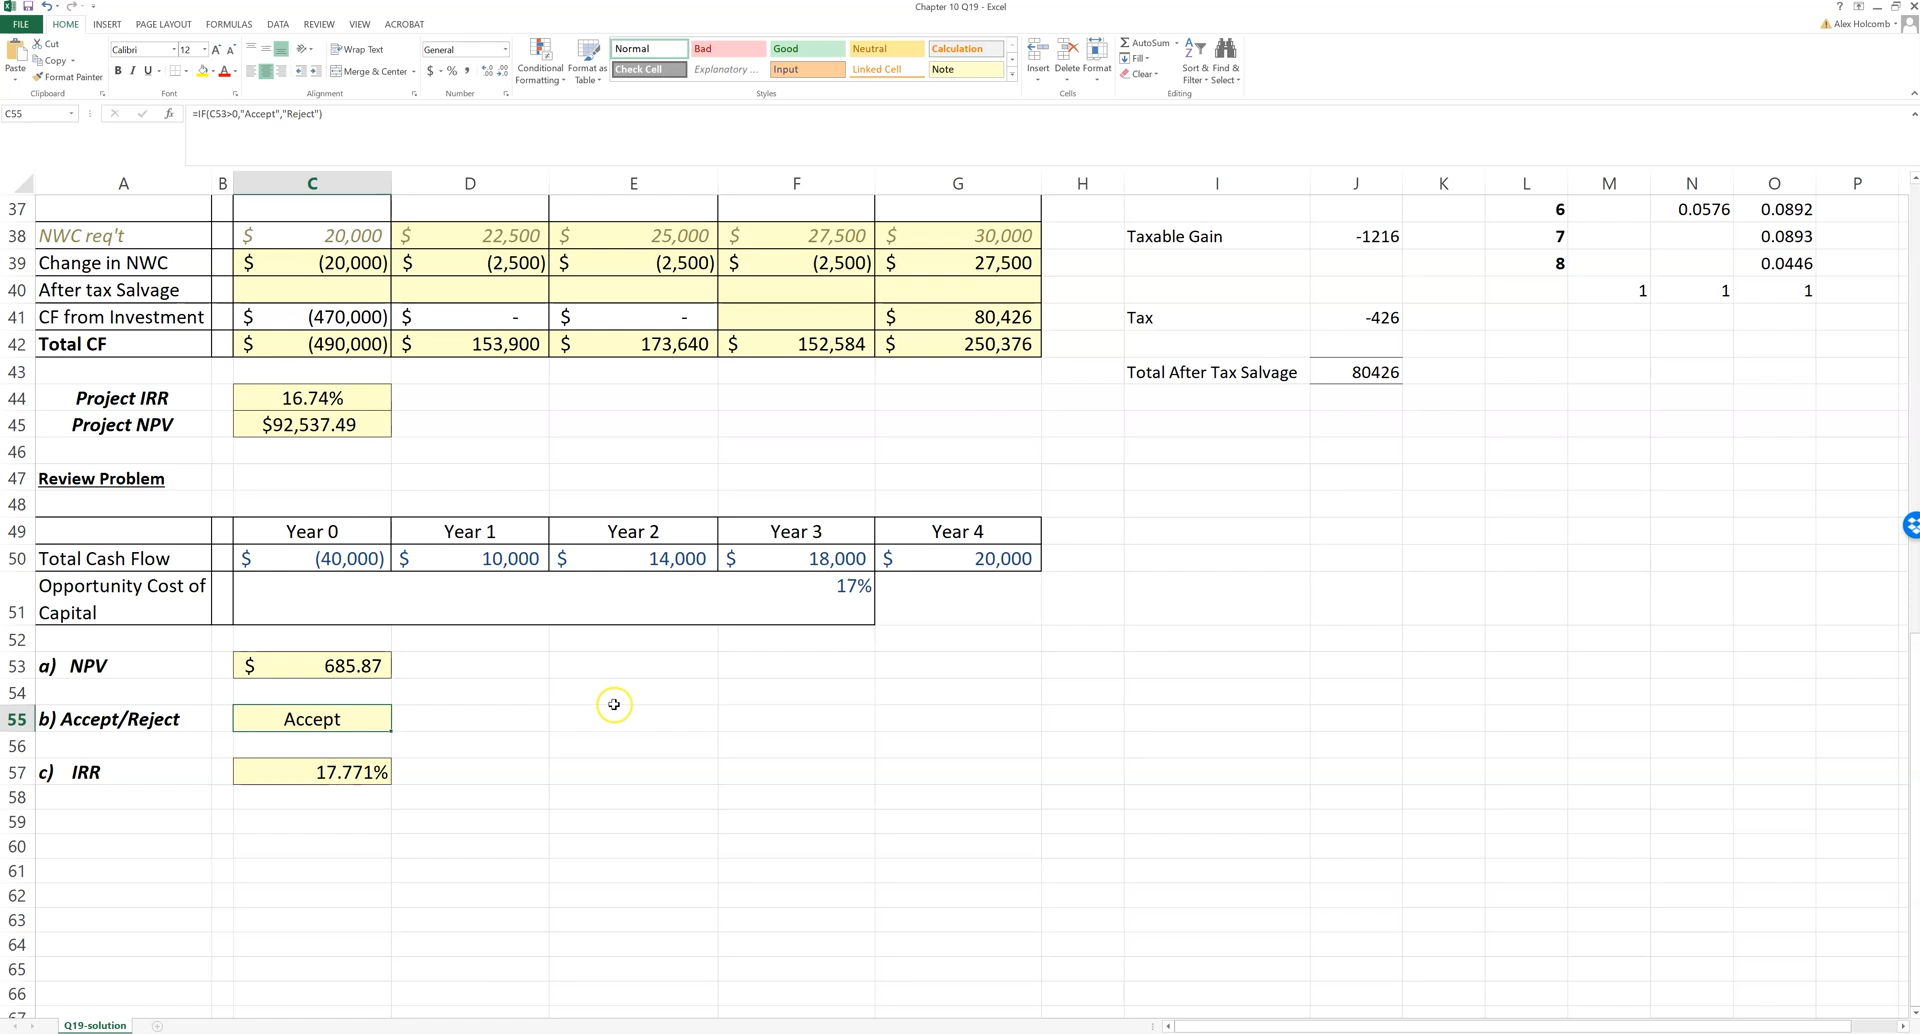 Chapter 10 Q19 - Excel
FILE HOME INSERT PAGE LAYOUT FORMULAS DATA REVIEW VIEW ACROBAT Alex Holcomb
Paste Cut Copy Format Painter
Calibri 12 B I U
Wrap Text Merge & Center
General $ % ,
Conditional Formatting Format as Table
Normal Bad Good Neutral Calculation
Check Cell Explanatory ... Input Linked Cell Note
Insert Delete Format
AutoSum Fill Clear Sort & Filter Find & Select
Clipboard Font Alignment Number Styles Cells Editing
C55 fx =IF(C53>0,"Accept","Reject")
A B C D E F G H I J K L M N O P
37 6 0.0576 0.0892
38 NWC req't $ 20,000 $ 22,500 $ 25,000 $ 27,500 $ 30,000 Taxable Gain -1216 7 0.0893
39 Change in NWC $ (20,000) $ (2,500) $ (2,500) $ (2,500) $ 27,500 8 0.0446
40 After tax Salvage 1 1 1
41 CF from Investment $ (470,000) $ - $ - $ 80,426 Tax -426
42 Total CF $ (490,000) $ 153,900 $ 173,640 $ 152,584 $ 250,376
43 Total After Tax Salvage 80426
44 Project IRR 16.74%
45 Project NPV $92,537.49
46
47 Review Problem
48
49 Year 0 Year 1 Year 2 Year 3 Year 4
50 Total Cash Flow $ (40,000) $ 10,000 $ 14,000 $ 18,000 $ 20,000
Opportunity Cost of 17%
51 Capital
52
53 a) NPV $ 685.87
54
55 b) Accept/Reject Accept
56
57 c) IRR 17.771%
58
59
60
61
62
63
64
65
66
67
Q19-solution